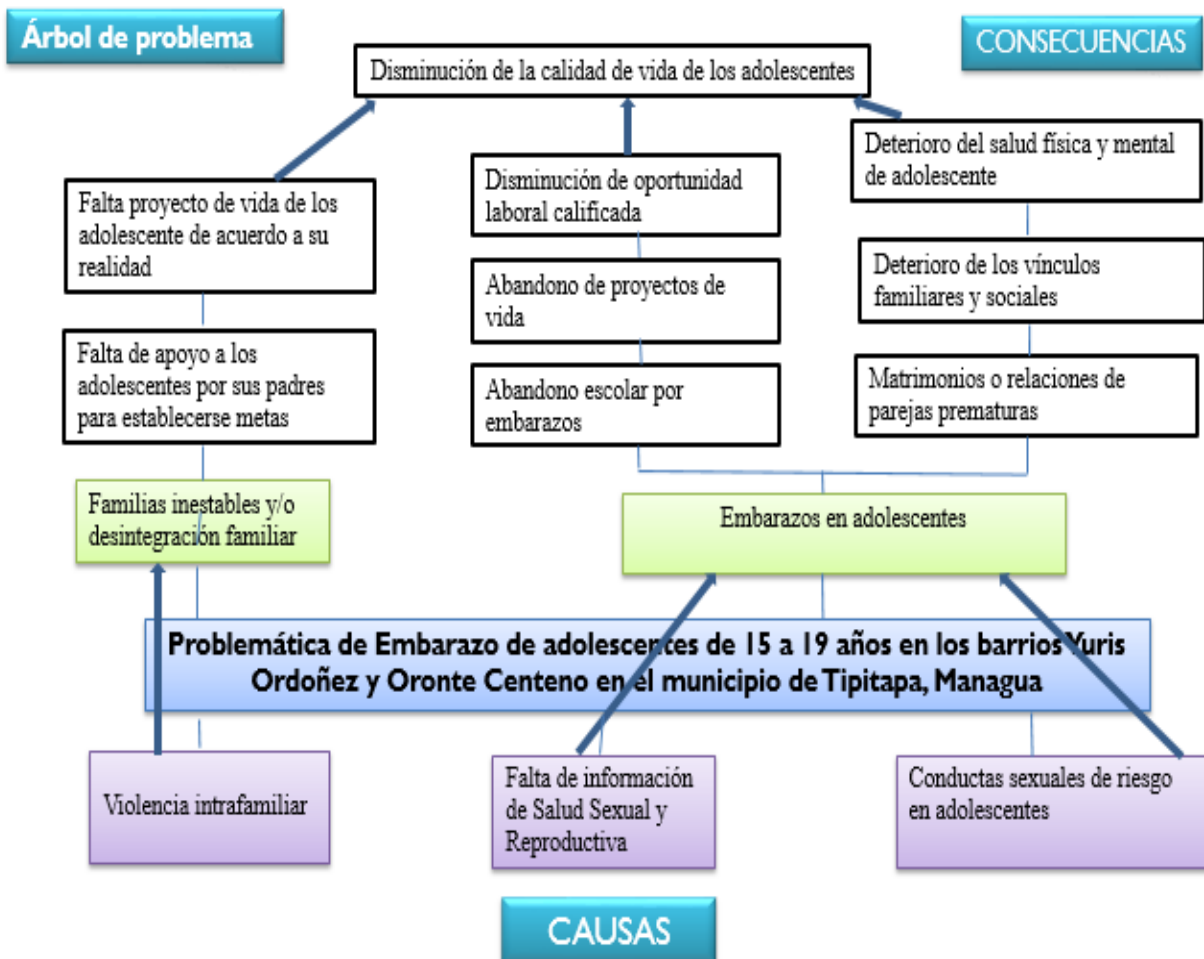 Árbol de problema
CONSECUENCIAS
Disminución de la calidad de vida de los adolescentes
Falta proyecto de vida de los
adolescente de acuerdo a su
realidad
Disminución de oportunidad
laboral calificada
Deterioro del salud física y mental
de adolescente
Abandono de proyectos de
vida
Deterioro de los vínculos
familiares y sociales
Falta de apoyo a los
adolescentes por sus padres
para establecerse metas
Abandono escolar por
embarazos
Matrimonios o relaciones de
parejas prematuras
Familias inestables y/o
desintegración familiar
Embarazos en adolescentes
Problemática de Embarazo de adolescentes de 15 a 19 años en los barrios Yuris
Ordoñez y Oronte Centeno en el municipio de Tipitapa, Managua
Violencia intrafamiliar
Falta de información
de Salud Sexual y
Reproductiva
Conductas sexuales de riesgo
en adolescentes
CAUSAS